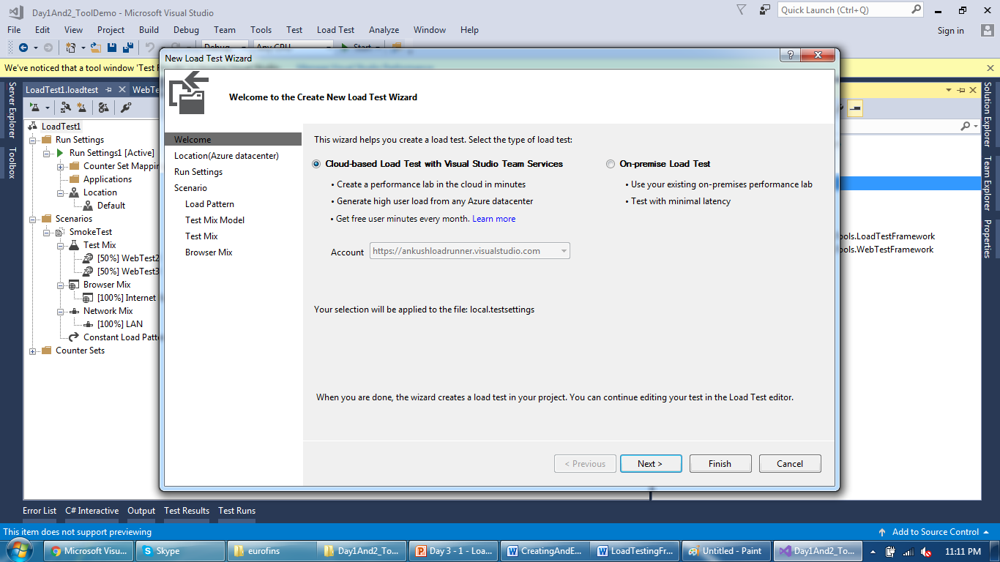 Day1And2_ToolDemo - Microsoft Visual Studio
Quick Launch (Ctrl+Q)
File Edit View Project Build Debug Team Tools Test Load Test Analyze Window Help
Sign in
Debug Any CPU Start
New Load Test Wizard
We've noticed that a tool window 'Test
LoadTest1.loadtest
WebTe
Server Explorer
Toolbox
LoadTest1
Run Settings
Run Settings1 [Active]
Counter Set Mappin
Applications
Location
Default
Scenarios
SmokeTest
Test Mix
[50%] WebTest2
[50%] WebTest3
Browser Mix
[100%] Internet
Network Mix
[100%] LAN
Constant Load Patte
Counter Sets
Welcome to the Create New Load Test Wizard
Welcome
Location(Azure datacenter)
Run Settings
Scenario
Load Pattern
Test Mix Model
Test Mix
Browser Mix
This wizard helps you create a load test. Select the type of load test:
Cloud-based Load Test with Visual Studio Team Services
• Create a performance lab in the cloud in minutes
• Generate high user load from any Azure datacenter
• Get free user minutes every month. Learn more
On-premise Load Test
• Use your existing on-premises performance lab
• Test with minimal latency
Account https://ankushloadrunner.visualstudio.com
Your selection will be applied to the file: local.testsettings
When you are done, the wizard creates a load test in your project. You can continue editing your test in the Load Test editor.
< Previous Next > Finish Cancel
ools.LoadTestFramework
ools.WebTestFramework
Solution Explorer
Team Explorer
Properties
Error List C# Interactive Output Test Results Test Runs
This item does not support previewing
Add to Source Control
Microsoft Visu... Skype eurofins Day1And2_To... Day 3 - 1 - Loa... CreatingAndE... LoadTestingFr... Untitled - Paint Day1And2_To... 11:11 PM